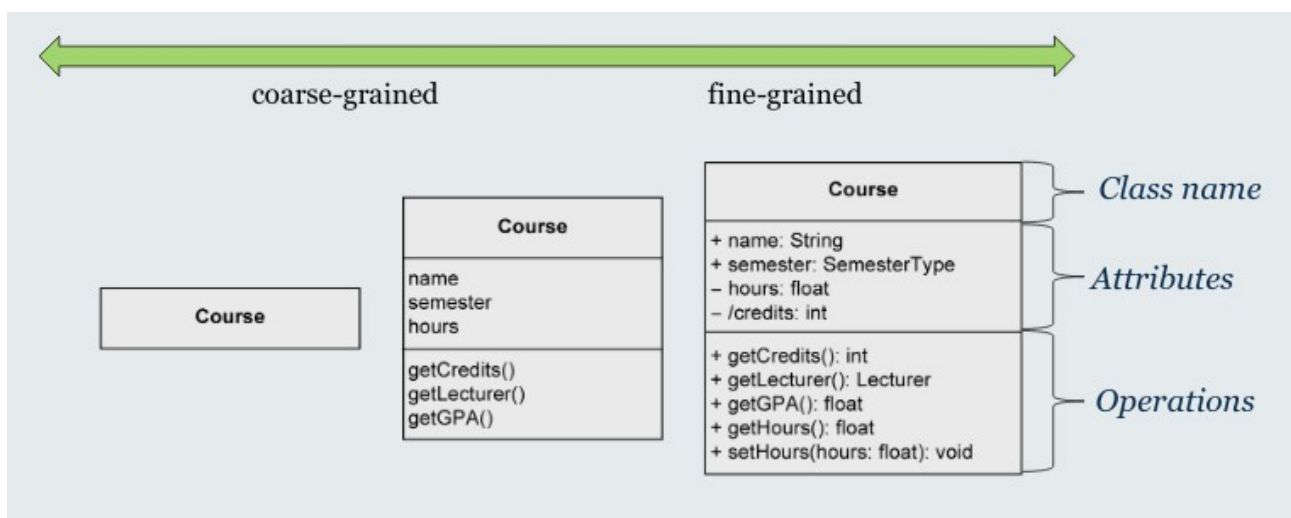 coarse-grained
fine-grained
Course
Course
name
semester
hours
getCredits()
getLecturer()
getGPA()
Course
+ name: String
+ semester: SemesterType
– hours: float
– /credits: int
+ getCredits(): int
+ getLecturer(): Lecturer
+ getGPA(): float
+ getHours(): float
+ setHours(hours: float): void
Class name
Attributes
Operations